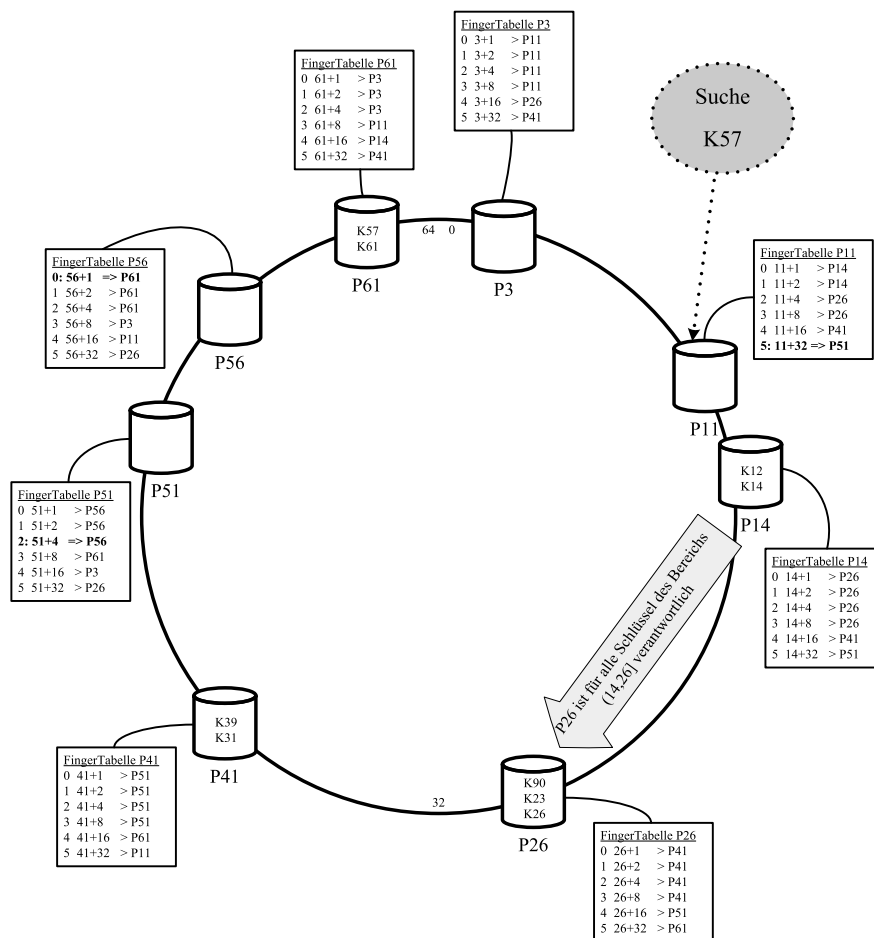 FingerTabelle P3
0 3+1 > P11
1 3+2 > P11
2 3+4 > P11
3 3+8 > P11
4 3+16 > P26
5 3+32 > P41
FingerTabelle P61
0 61+1 > P3
1 61+2 > P3
2 61+4 > P3
3 61+8 > P11
4 61+16 > P14
5 61+32 > P41
Suche
K57
K57
K61
P61
64 0
P3
FingerTabelle P56
0: 56+1 => P61
1 56+2 > P61
2 56+4 > P61
3 56+8 > P3
4 56+16 > P11
5 56+32 > P26
P56
FingerTabelle P11
0 11+1 > P14
1 11+2 > P14
2 11+4 > P26
3 11+8 > P26
4 11+16 > P41
5: 11+32 => P51
P11
P51
K12
K14
P14
FingerTabelle P51
0 51+1 > P56
1 51+2 > P56
2: 51+4 => P56
3 51+8 > P61
4 51+16 > P3
5 51+32 > P26
FingerTabelle P14
0 14+1 > P26
1 14+2 > P26
2 14+4 > P26
3 14+8 > P26
4 14+16 > P41
5 14+32 > P51
P26 ist für alle Schlüssel des Bereichs
(14,26] verantwortlich
K39
K31
P41
FingerTabelle P41
0 41+1 > P51
1 41+2 > P51
2 41+4 > P51
3 41+8 > P51
4 41+16 > P61
5 41+32 > P11
32
K90
K23
K26
P26
FingerTabelle P26
0 26+1 > P41
1 26+2 > P41
2 26+4 > P41
3 26+8 > P41
4 26+16 > P51
5 26+32 > P61